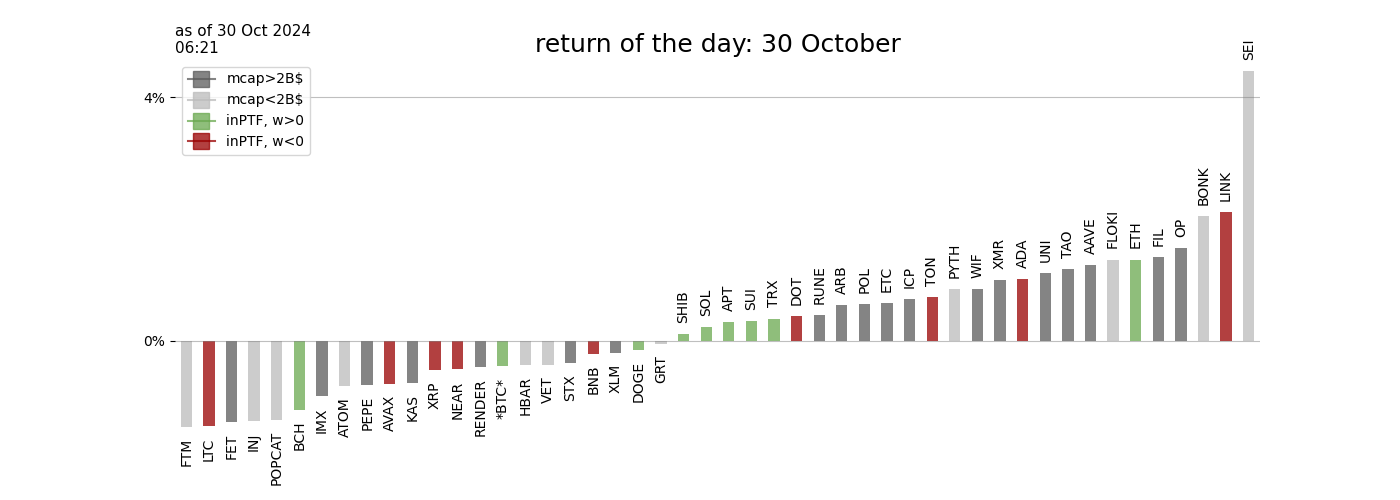 as of 30 Oct 2024
06:21
return of the day: 30 October
mcap>2B$
mcap<2B$
inPTF, w>0
inPTF, w<0
4%
0%
FTM
LTC
FET
INJ
POPCAT
BCH
IMX
ATOM
PEPE
AVAX
KAS
XRP
NEAR
RENDER
*BTC*
HBAR
VET
STX
BNB
XLM
DOGE
GRT
SHIB
SOL
APT
SUI
TRX
DOT
RUNE
ARB
POL
ETC
ICP
TON
PYTH
WIF
XMR
ADA
UNI
TAO
AAVE
FLOKI
ETH
FIL
OP
BONK
LINK
SEI